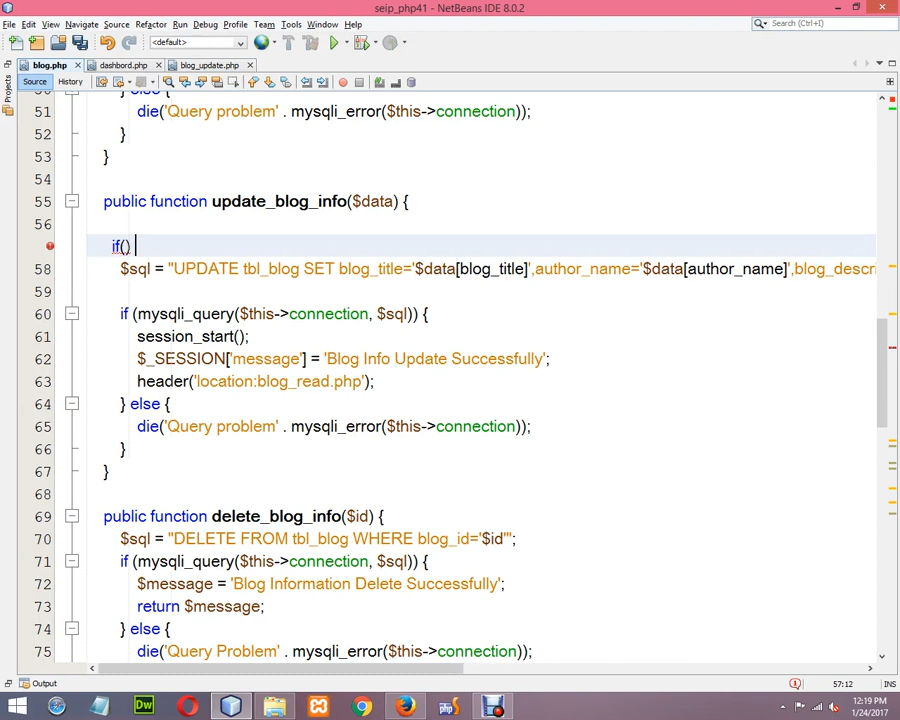 seip_php41 - NetBeans IDE 8.0.2
File Edit View Navigate Source Refactor Run Debug Profile Team Tools Window Help
Search (Ctrl+I)
<default>
blog.php dashbord.php blog_update.php
Source History
Projects
51 die('Query problem' . mysqli_error($this->connection));
52 }
53 }
54
55 public function update_blog_info($data) {
56
if()
58 $sql = "UPDATE tbl_blog SET blog_title='$data[blog_title]',author_name='$data[author_name]',blog_descri
59
60 if (mysqli_query($this->connection, $sql)) {
61 session_start();
62 $_SESSION['message'] = 'Blog Info Update Successfully';
63 header('location:blog_read.php');
64 } else {
65 die('Query problem' . mysqli_error($this->connection));
66 }
67 }
68
69 public function delete_blog_info($id) {
70 $sql = "DELETE FROM tbl_blog WHERE blog_id='$id'";
71 if (mysqli_query($this->connection, $sql)) {
72 $message = 'Blog Information Delete Successfully';
73 return $message;
74 } else {
75 die('Query Problem' . mysqli_error($this->connection));
Output
1 57:12 INS
Dw php
12:19 PM
1/24/2017